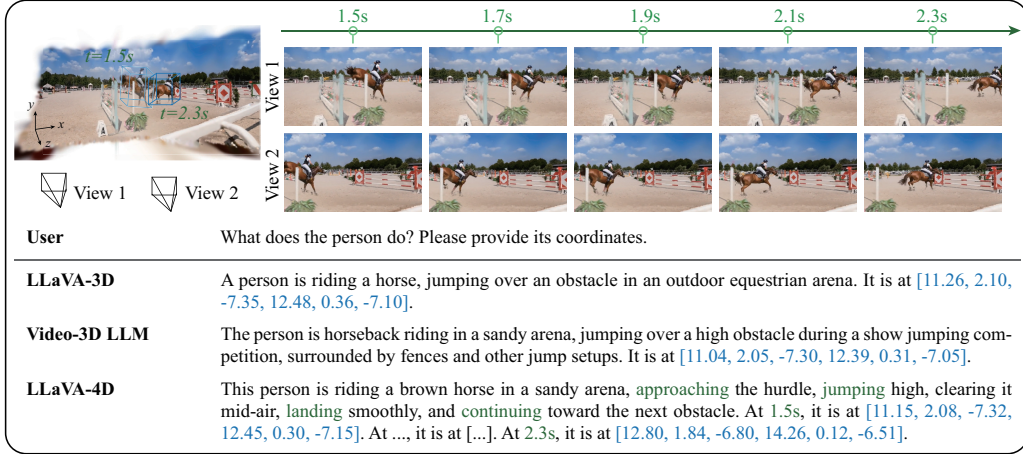 1.5s 1.7s 1.9s 2.1s 2.3s
t=1.5s
t=2.3s
y
x
z
A
View 1
View 2
View 1 View 2
User What does the person do? Please provide its coordinates.
LLaVA-3D A person is riding a horse, jumping over an obstacle in an outdoor equestrian arena. It is at [11.26, 2.10,
-7.35, 12.48, 0.36, -7.10].
Video-3D LLM The person is horseback riding in a sandy arena, jumping over a high obstacle during a show jumping com-
petition, surrounded by fences and other jump setups. It is at [11.04, 2.05, -7.30, 12.39, 0.31, -7.05].
LLaVA-4D This person is riding a brown horse in a sandy arena, approaching the hurdle, jumping high, clearing it
mid-air, landing smoothly, and continuing toward the next obstacle. At 1.5s, it is at [11.15, 2.08, -7.32,
12.45, 0.30, -7.15]. At ..., it is at [...]. At 2.3s, it is at [12.80, 1.84, -6.80, 14.26, 0.12, -6.51].